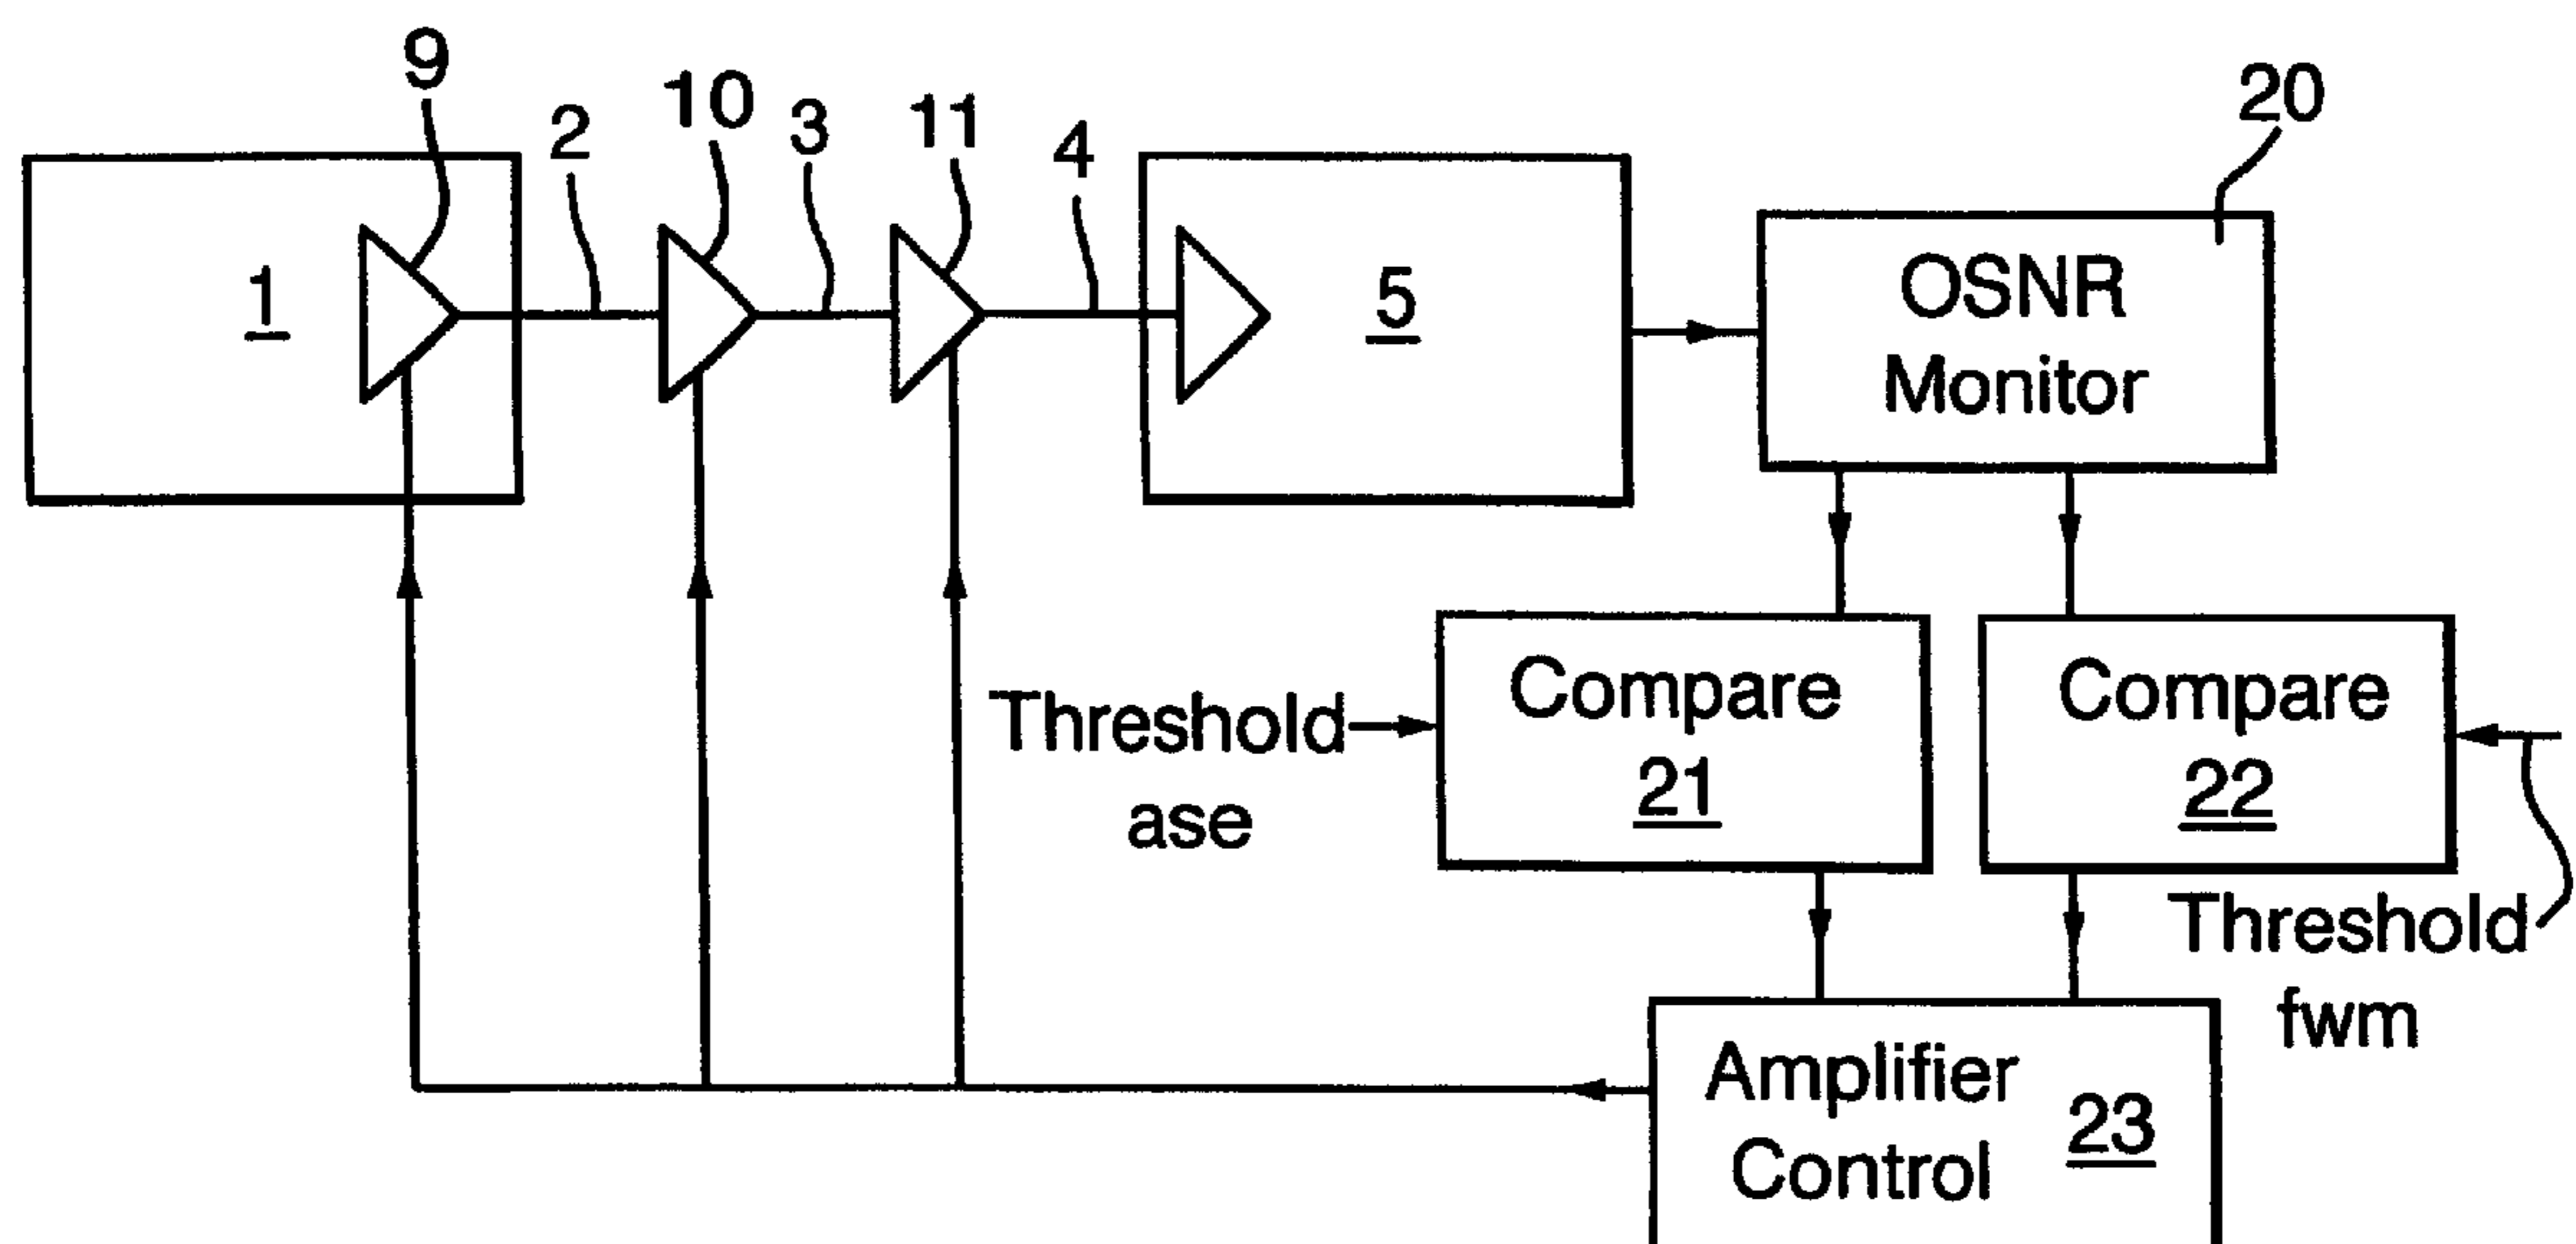 9
2
10
3
11
4
20
1
5
OSNR
Monitor
Threshold
ase
Compare
21
Compare
22
Threshold
fwm
Amplifier
Control
23